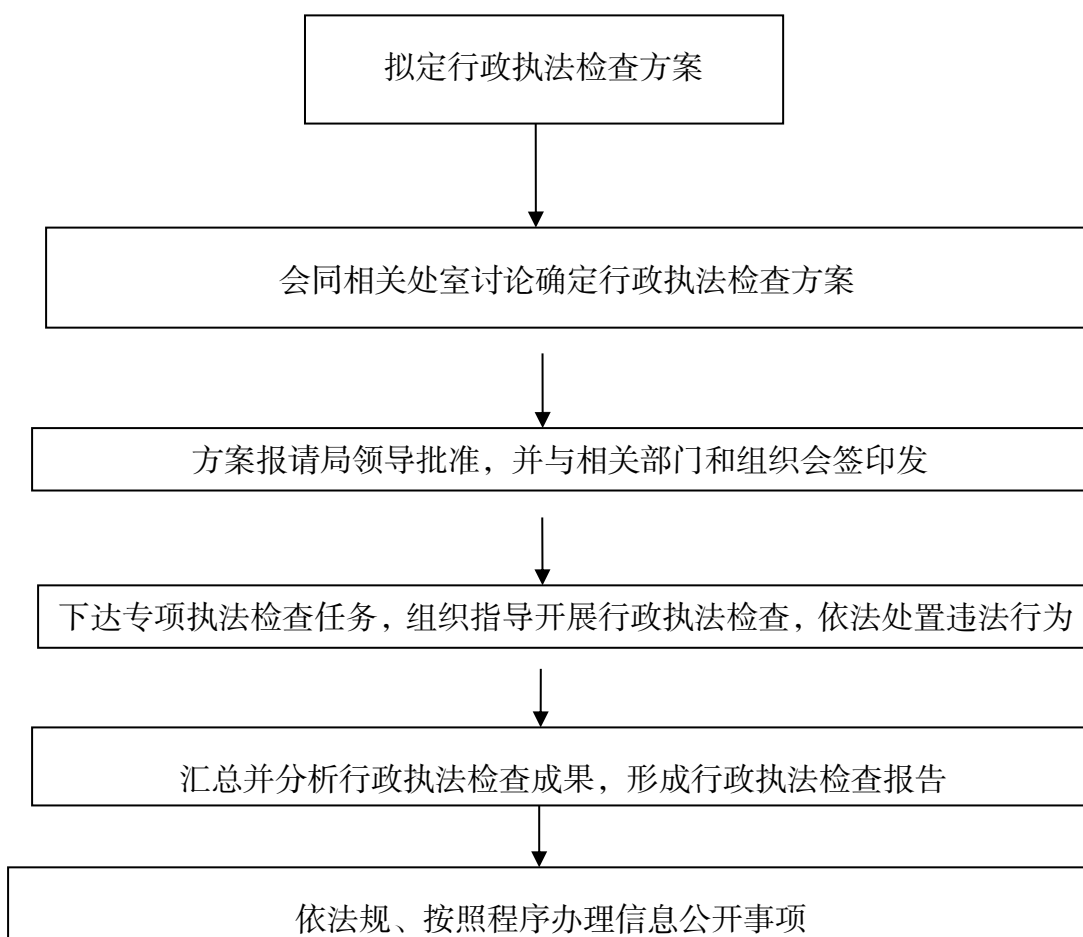 拟定行政执法检查方案
会同相关处室讨论确定行政执法检查方案
方案报请局领导批准，并与相关部门和组织会签印发
下达专项执法检查任务，组织指导开展行政执法检查，依法处置违法行为
汇总并分析行政执法检查成果，形成行政执法检查报告
依法规、按照程序办理信息公开事项